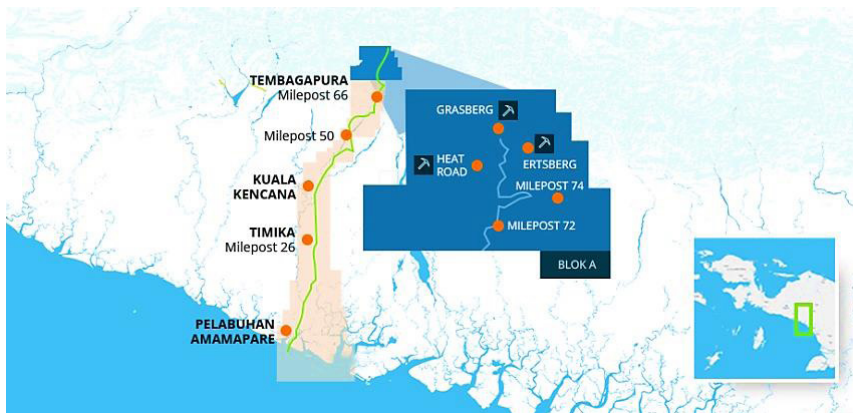 TEMBAGAPURA
Milepost 66
Milepost 50
KUALA
KENCANA
TIMIKA
Milepost 26
PELABUHAN
AMAMAPARE
GRASBERG
ERTSBERG
HEAT
ROAD
MILEPOST 74
MILEPOST 72
BLOK A